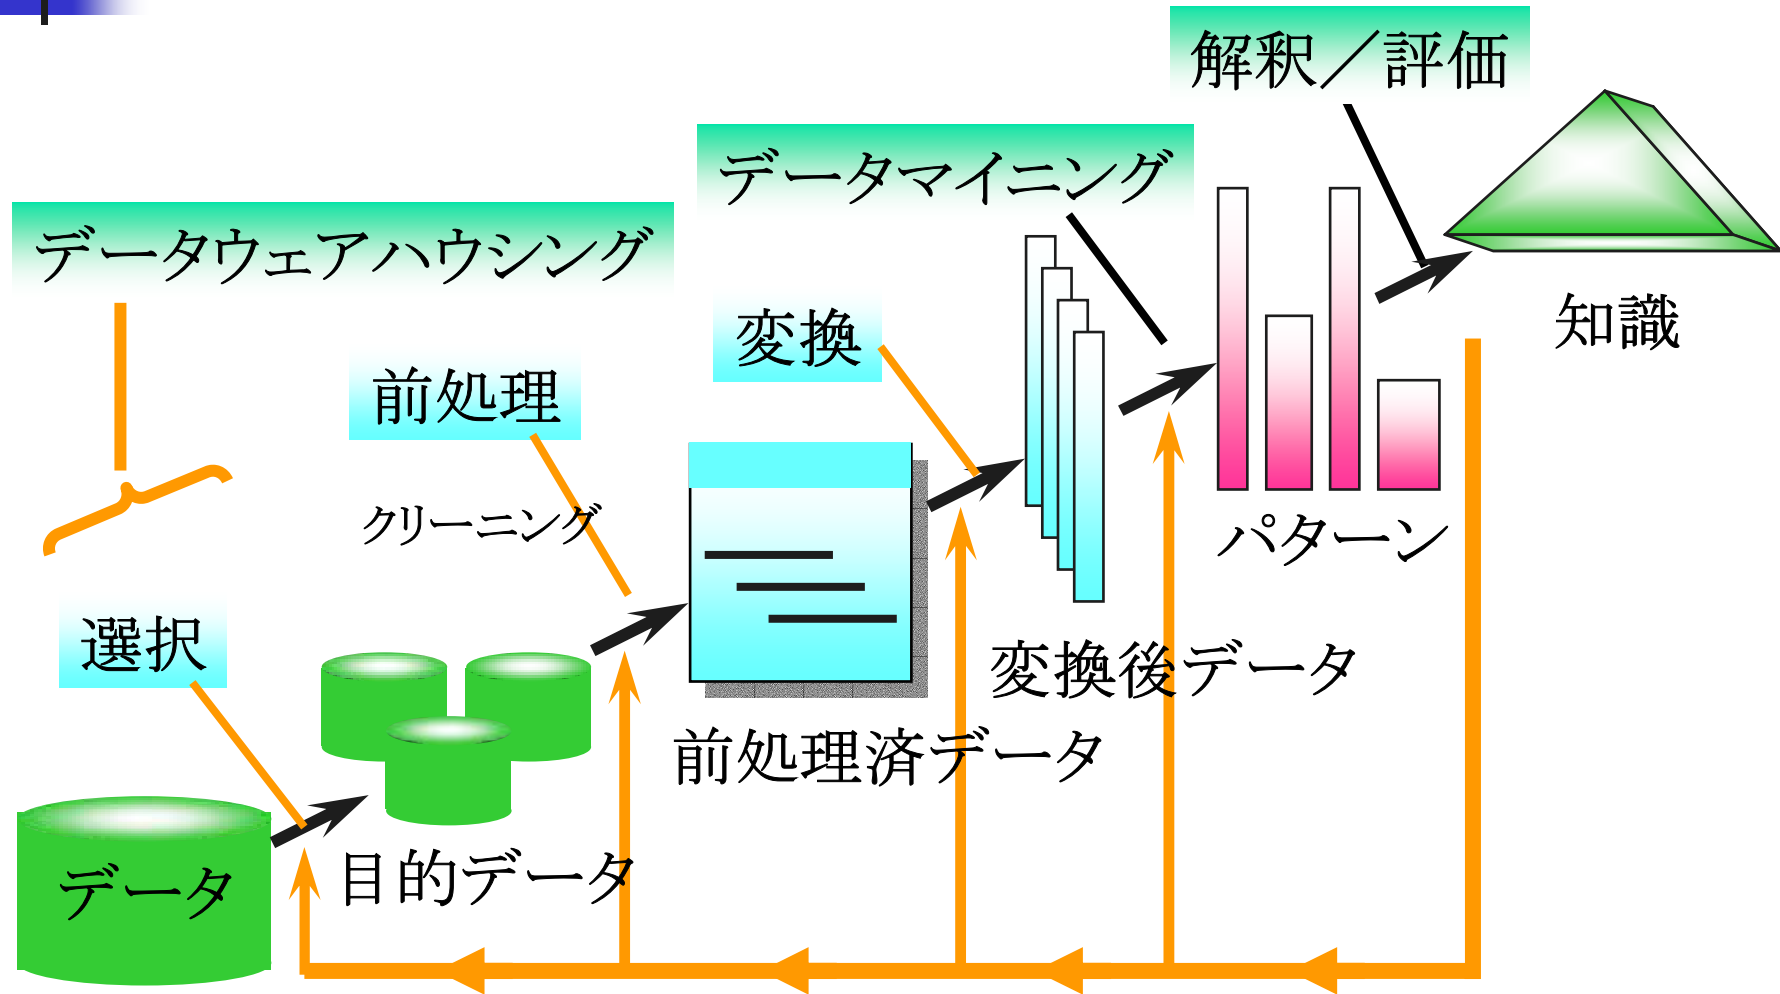 解釈／評価
データマイニング
データウェアハウジング
変換
知識
前処理
クリーニング
パターン
選択
変換後データ
前処理済データ
目的データ
データ